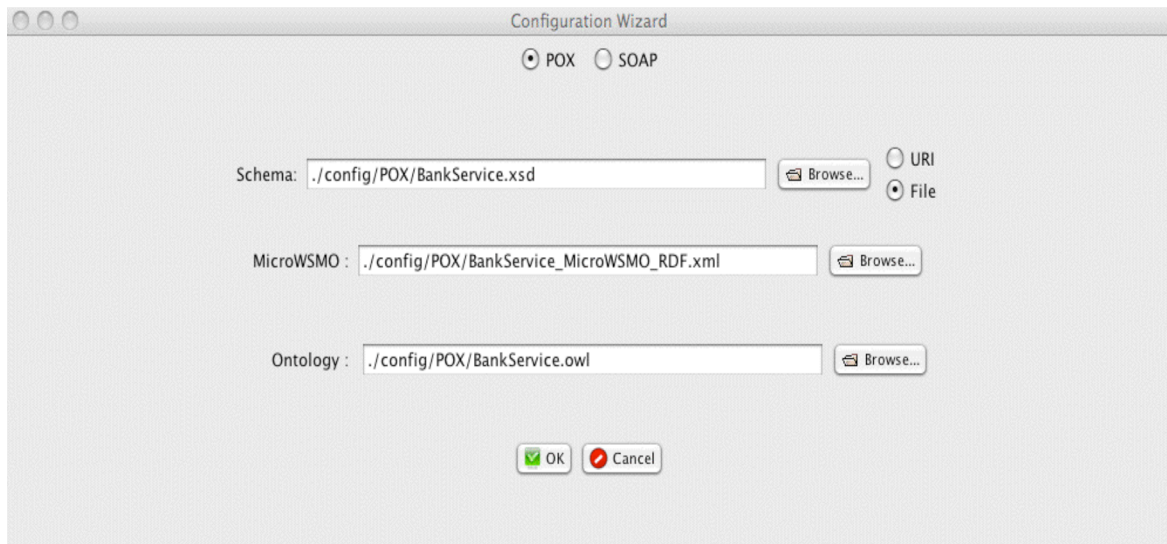 Configuration Wizard
POX SOAP
URI
Schema: ./config/POX/BankService.xsd Browse...
File
MicroWSMO : ./config/POX/BankService_MicroWSMO_RDF.xml Browse...
Ontology : ./config/POX/BankService.owl Browse...
OK Cancel